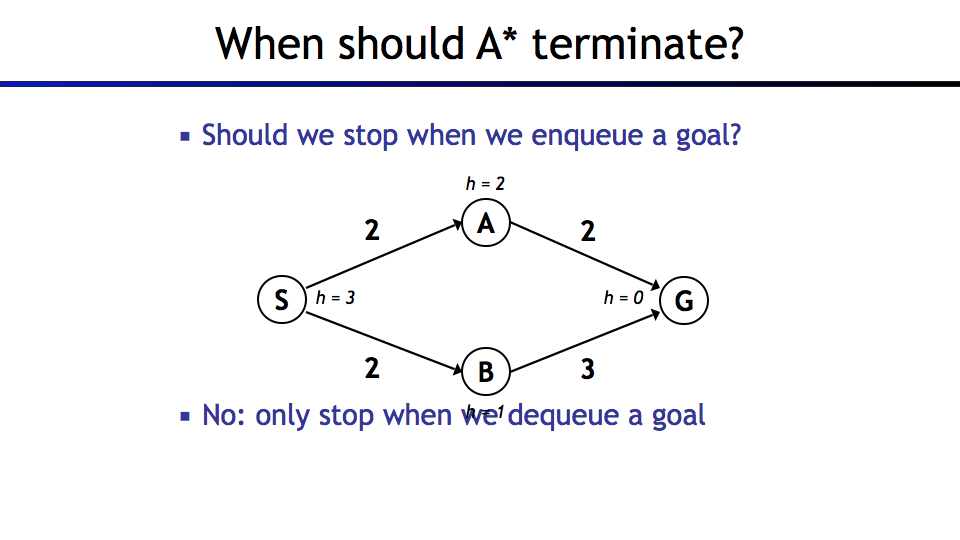 When should A* terminate?
▪ Should we stop when we enqueue a goal?
h = 2
A
2
2
S
h = 3
h = 0
G
2
B
3
h = 1
▪ No: only stop when we dequeue a goal